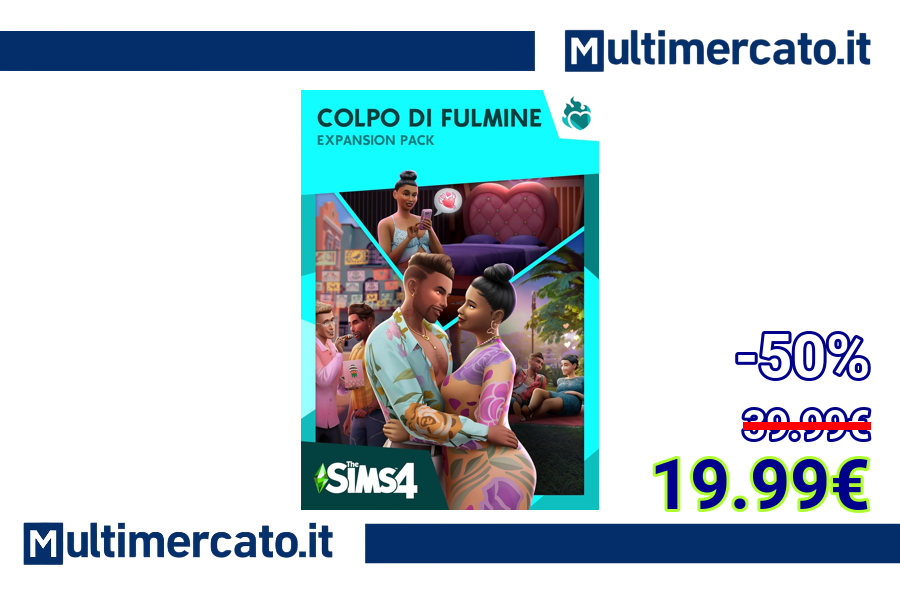 Multimercato.it
COLPO DI FULMINE
EXPANSION PACK
-50%
39.99€
19.99€
The SIMS4
Multimercato.it